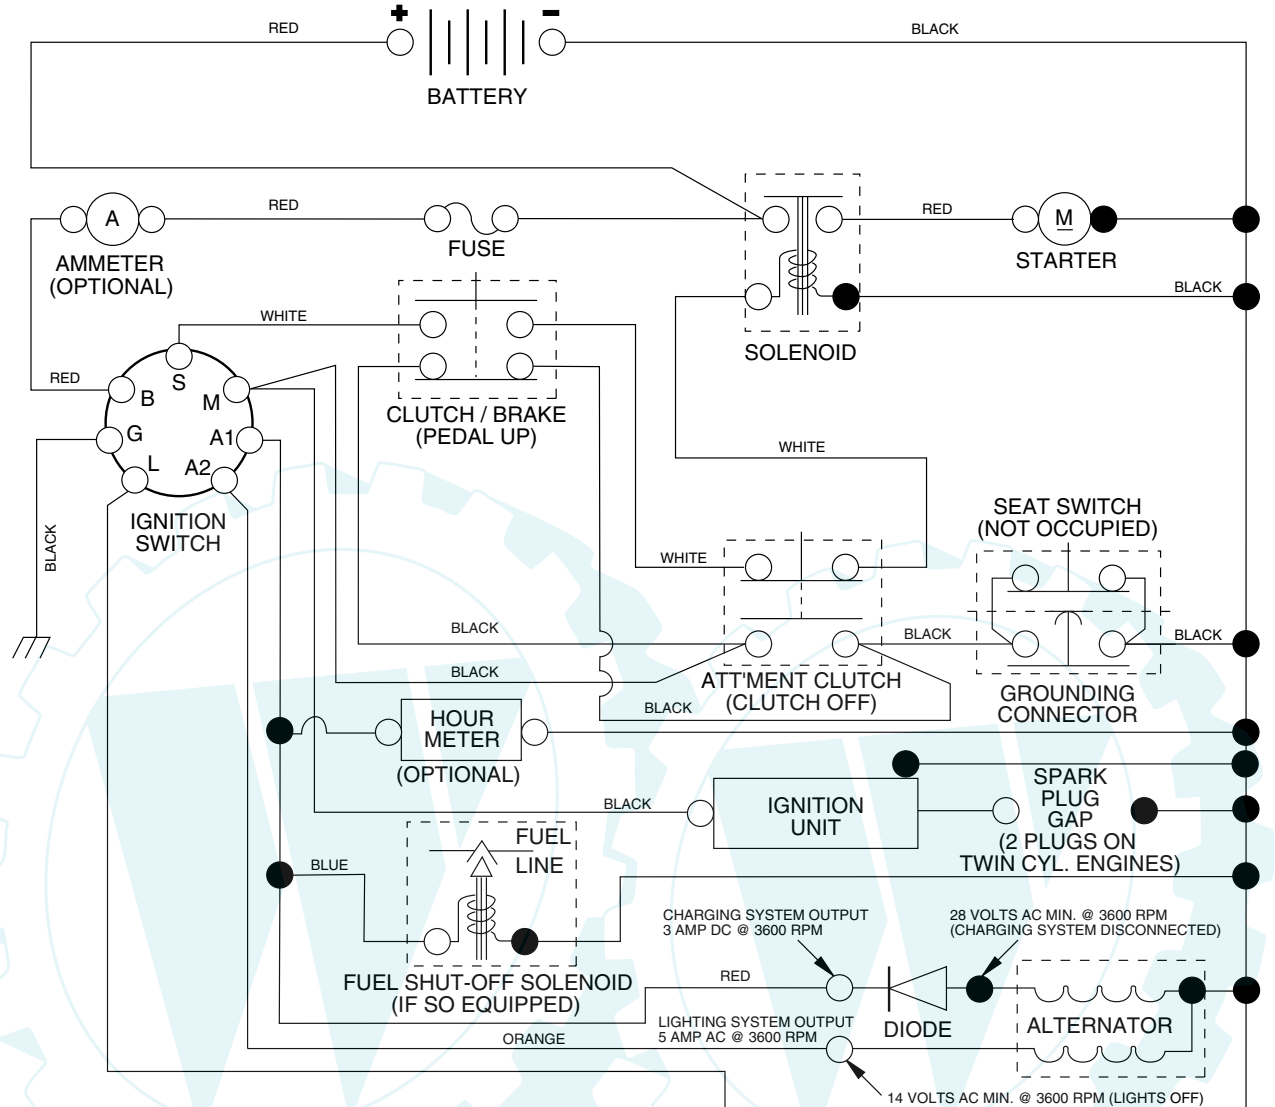 + −
RED
BLACK
BATTERY
A
RED
RED
M
AMMETER
(OPTIONAL)
FUSE
STARTER
BLACK
WHITE
SOLENOID
RED
S
B
M
CLUTCH / BRAKE
(PEDAL UP)
G
A1
WHITE
L
A2
SEAT SWITCH
(NOT OCCUPIED)
IGNITION
SWITCH
BLACK
WHITE
BLACK
BLACK
BLACK
BLACK
ATT'MENT CLUTCH
(CLUTCH OFF)
GROUNDING
CONNECTOR
BLACK
HOUR
METER
(OPTIONAL)
SPARK
PLUG
GAP
(2 PLUGS ON
TWIN CYL. ENGINES)
BLACK
IGNITION
UNIT
FUEL
LINE
BLUE
CHARGING SYSTEM OUTPUT
3 AMP DC @ 3600 RPM
28 VOLTS AC MIN. @ 3600 RPM
(CHARGING SYSTEM DISCONNECTED)
FUEL SHUT-OFF SOLENOID
(IF SO EQUIPPED)
RED
LIGHTING SYSTEM OUTPUT
5 AMP AC @ 3600 RPM
DIODE
ALTERNATOR
ORANGE
14 VOLTS AC MIN. @ 3600 RPM (LIGHTS OFF)